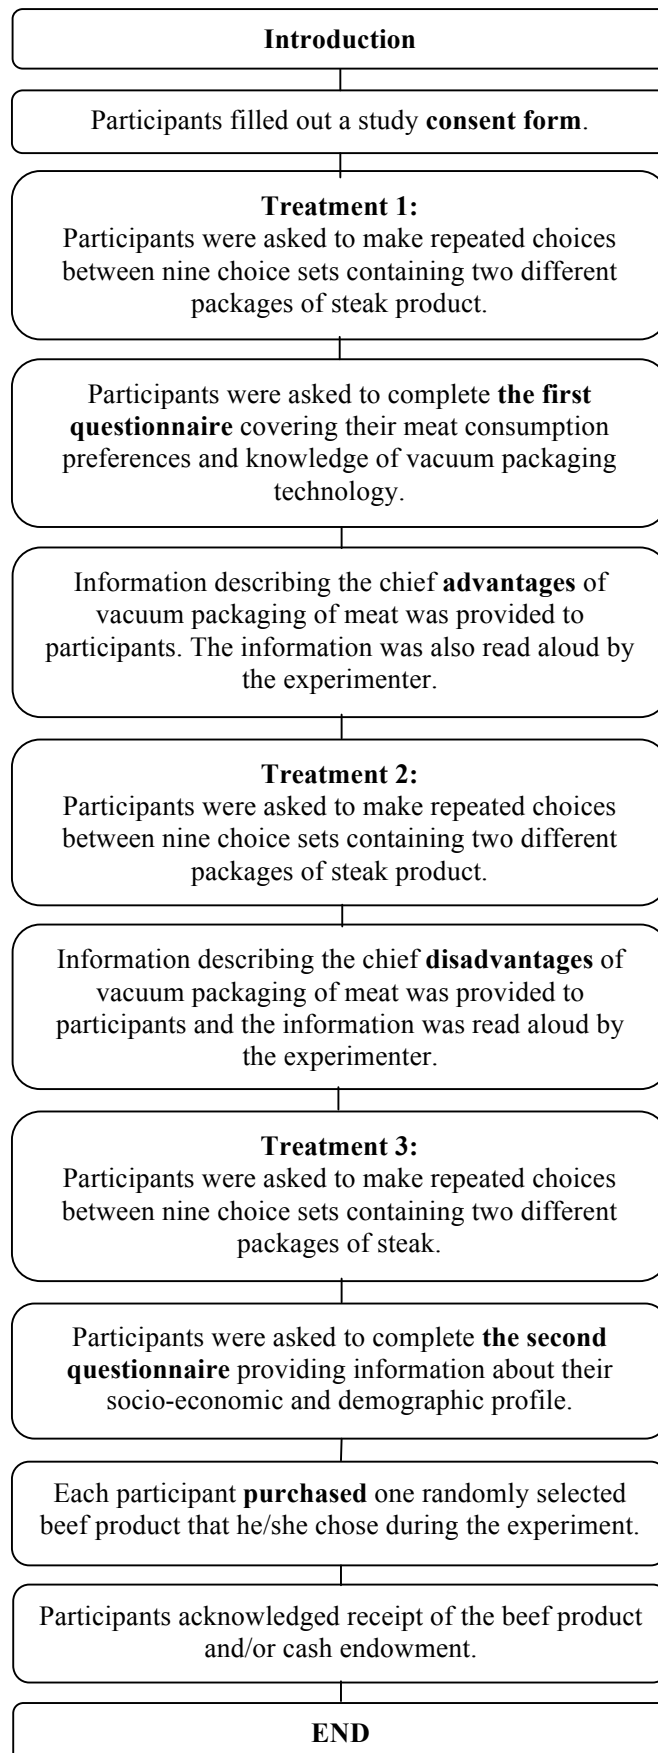 Introduction
Participants filled out a study consent form.
Treatment 1:
Participants were asked to make repeated choices
between nine choice sets containing two different
packages of steak product.
Participants were asked to complete the first
questionnaire covering their meat consumption
preferences and knowledge of vacuum packaging
technology.
Information describing the chief advantages of
vacuum packaging of meat was provided to
participants. The information was also read aloud by
the experimenter.
Treatment 2:
Participants were asked to make repeated choices
between nine choice sets containing two different
packages of steak product.
Information describing the chief disadvantages of
vacuum packaging of meat was provided to
participants and the information was read aloud by
the experimenter.
Treatment 3:
Participants were asked to make repeated choices
between nine choice sets containing two different
packages of steak.
Participants were asked to complete the second
questionnaire providing information about their
socio-economic and demographic profile.
Each participant purchased one randomly selected
beef product that he/she chose during the experiment.
Participants acknowledged receipt of the beef product
and/or cash endowment.
END